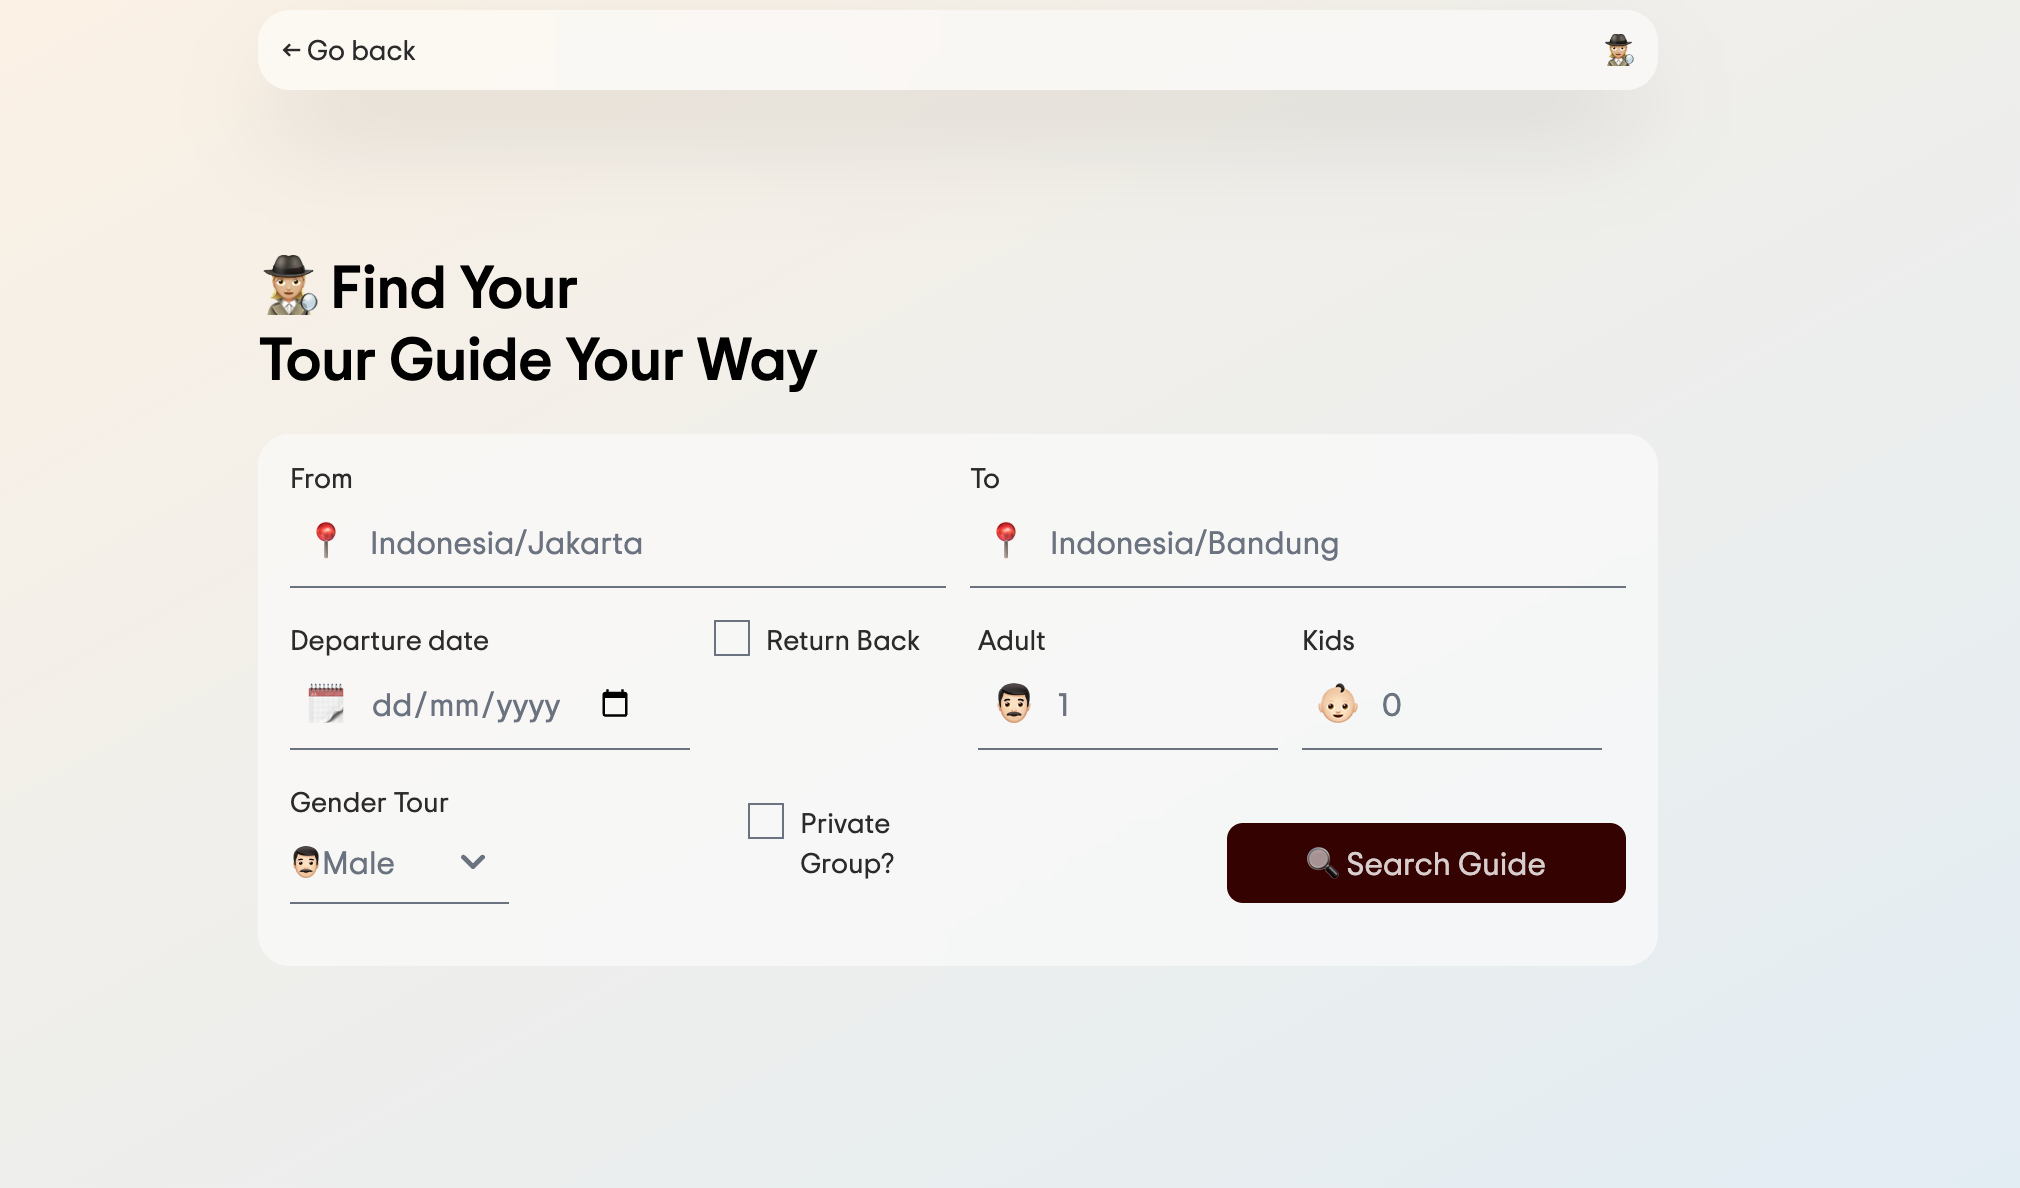 ← Go back
Find Your
Tour Guide Your Way
From
To
Indonesia/Jakarta
Indonesia/Bandung
Departure date
Return Back
Adult
Kids
dd/mm/yyyy
1
0
Gender Tour
Male
Private
Group?
Search Guide